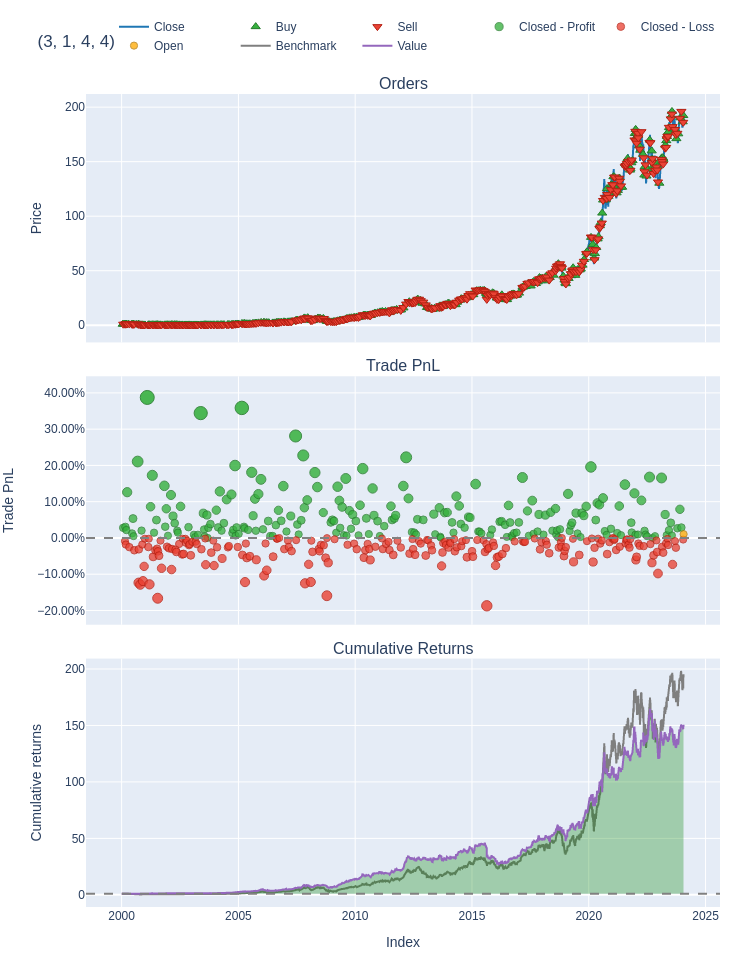 (3, 1, 4, 4)
Close Buy Sell Closed - Profit Closed - Loss
Open Benchmark Value
Orders
200
150
100
50
0
Price
Trade PnL
40.00%
30.00%
20.00%
10.00%
0.00%
−10.00%
−20.00%
Trade PnL
Cumulative Returns
200
150
100
50
0
Cumulative returns
2000 2005 2010 2015 2020 2025
Index